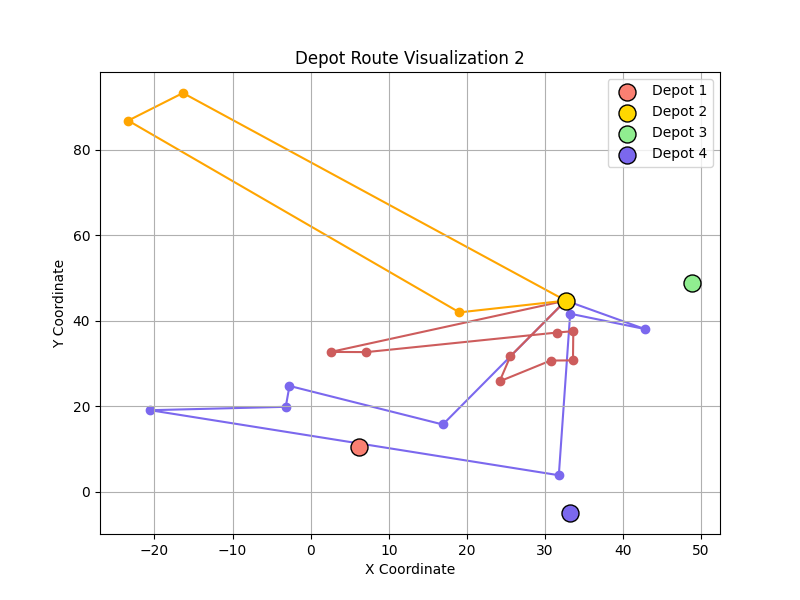 Depot Route Visualization 2
Depot 1
Depot 2
Depot 3
Depot 4
Y Coordinate
80
60
40
20
0
−20
−10
0
10
20
30
40
50
X Coordinate